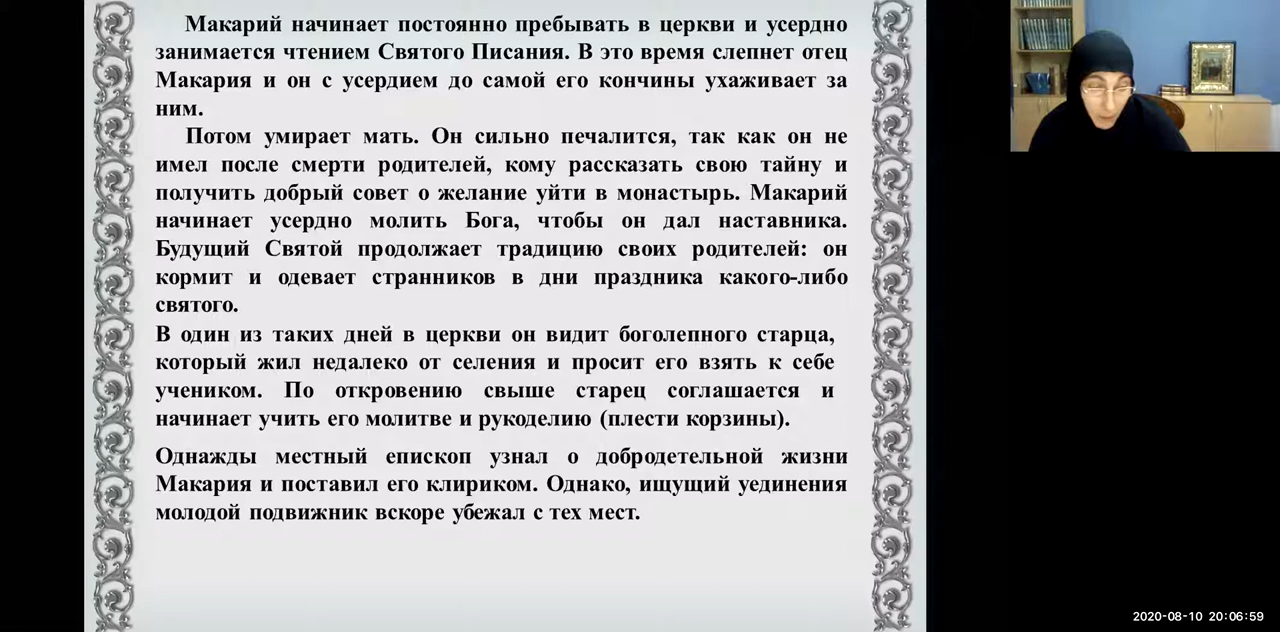 Макарий начинает постоянно пребывать в церкви и усердно
занимается чтением Святого Писания. В это время слепнет отец
Макария и он с усердием до самой его кончины ухаживает за
ним.
Потом умирает мать. Он сильно печалится, так как он не
имел после смерти родителей, кому рассказать свою тайну и
получить добрый совет о желание уйти в монастырь. Макарий
начинает усердно молить Бога, чтобы он дал наставника.
Будущий Святой продолжает традицию своих родителей: он
кормит и одевает странников в дни праздника какого-либо
святого.
В один из таких дней в церкви он видит боголепного старца,
который жил недалеко от селения и просит его взять к себе
учеником. По откровению свыше старец соглашается и
начинает учить его молитве и рукоделию (плести корзины).
Однажды местный епископ узнал о добродетельной жизни
Макария и поставил его клириком. Однако, ищущий уединения
молодой подвижник вскоре убежал с тех мест.
2020-08-10 20:06:59